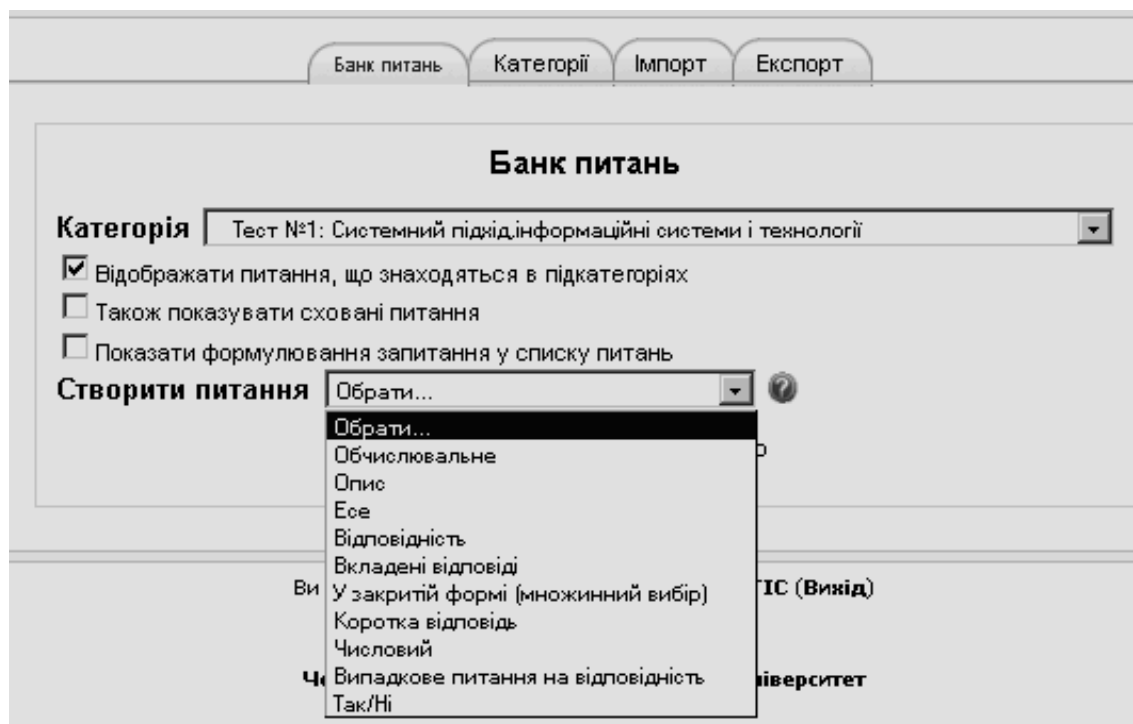 Банк питань Категорії Імпорт Експорт
Банк питань
Категорія Тест №1: Системний підхід,інформаційні системи і технології
Відображати питання, що знаходяться в підкатегоріях
Також показувати сховані питання
Показати формулювання запитання у списку питань
Створити питання Обрати...
Обрати...
Обчислювальне
Опис
Есе
Відповідність
Вкладені відповіді
Ви У закритій формі (множинний вибір) (Вихід)
Коротка відповідь
Числовий
Випадкове питання на відповідність
Так/Ні